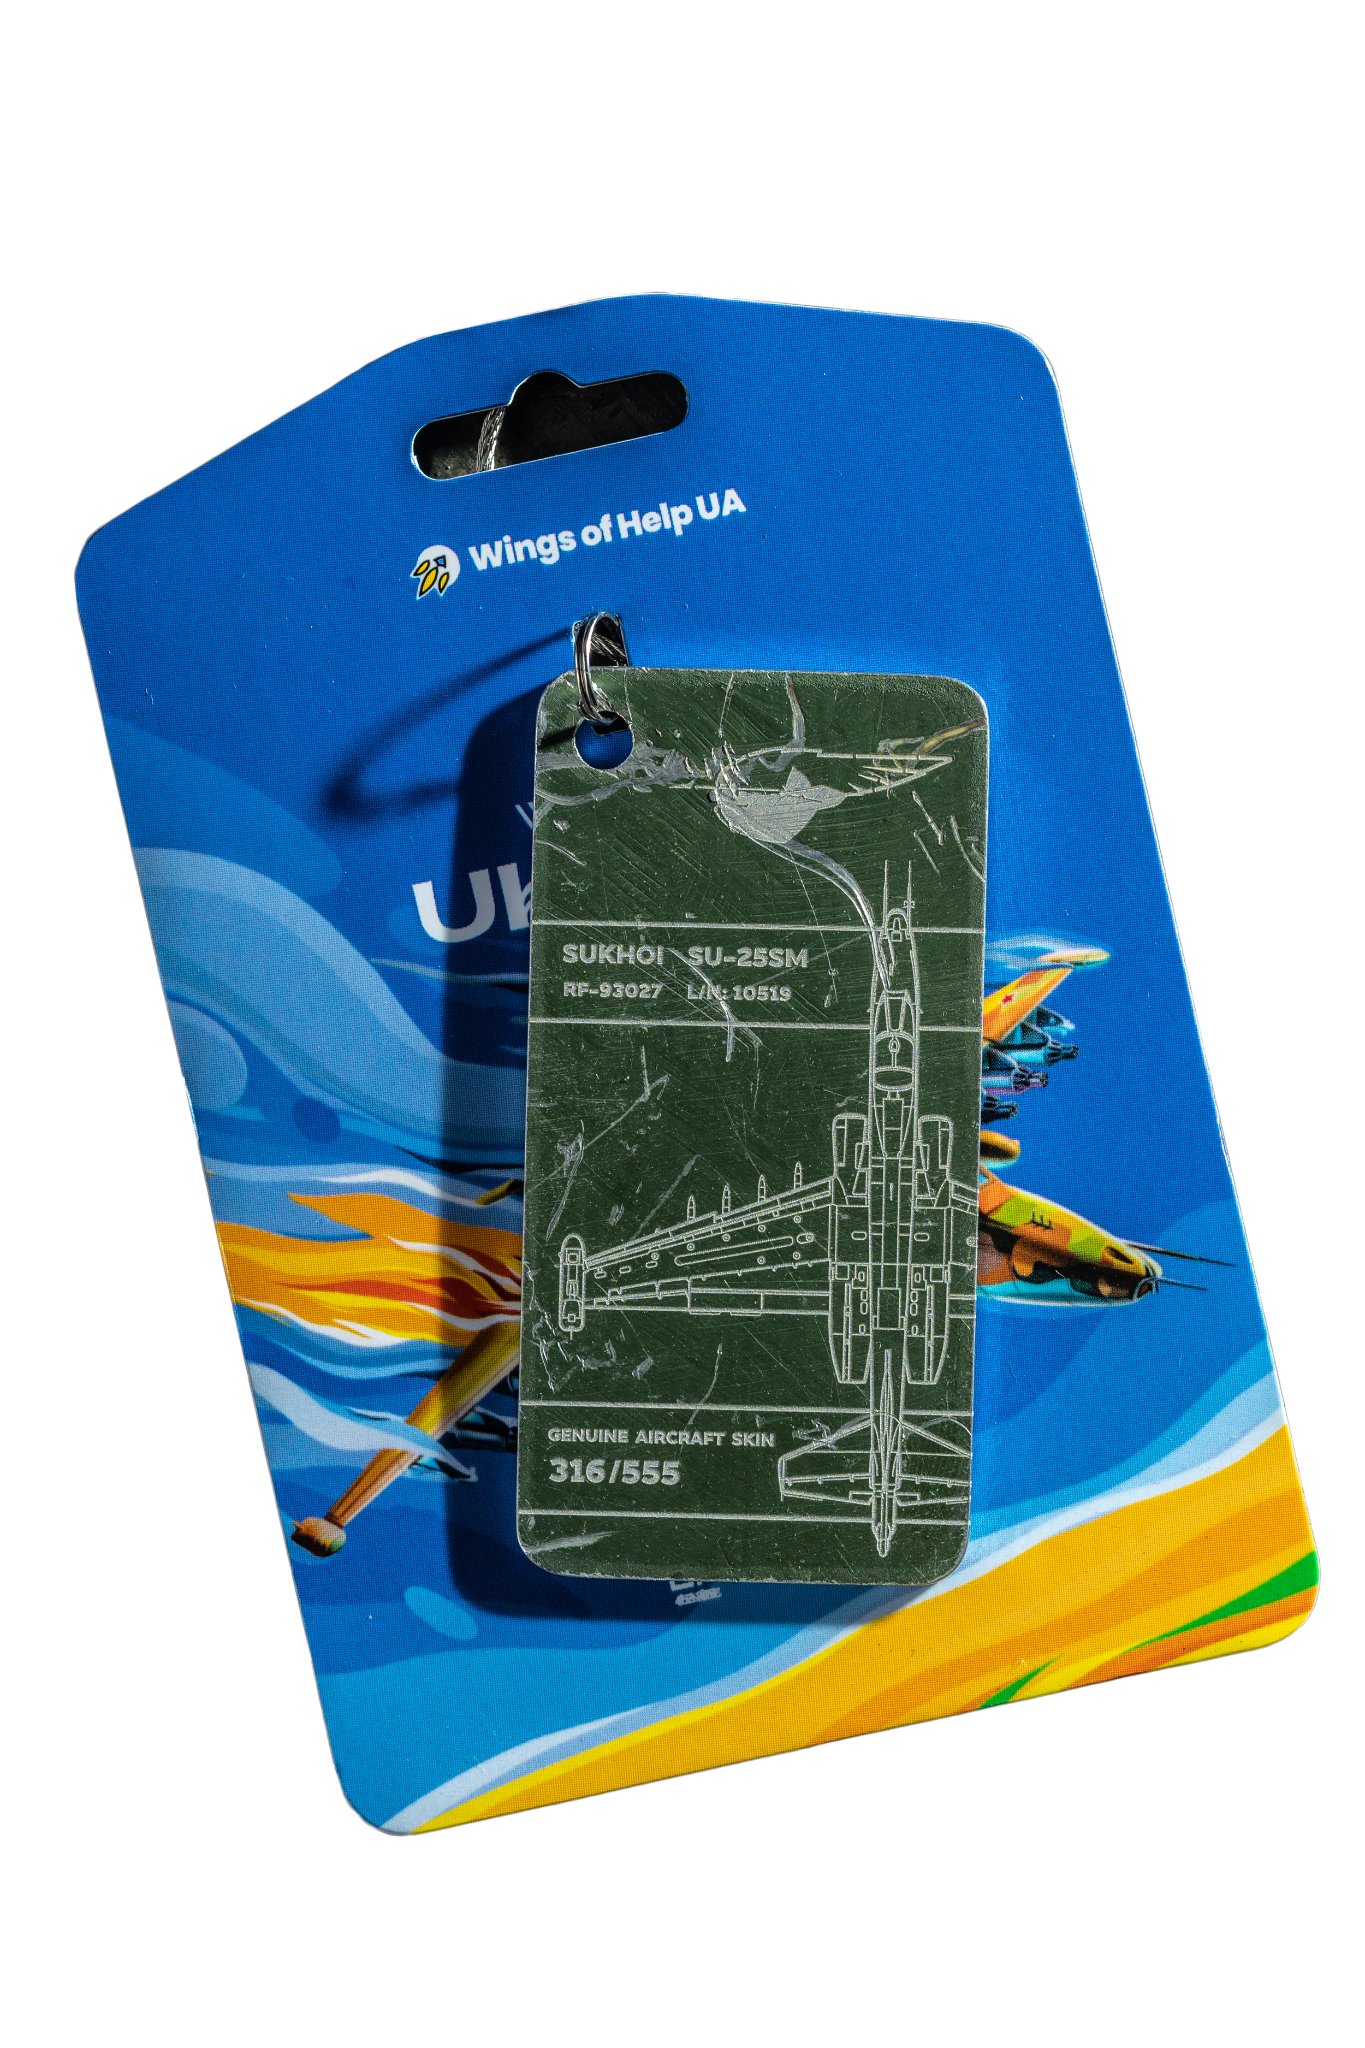 Wings of Help UA
SUKHOI SU-25SM
RF-93027 L/N: 10519
GENUINE AIRCRAFT SKIN
316/555